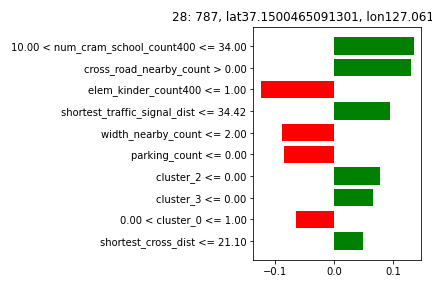 28: 787, lat37.1500465091301, lon127.061
10.00 < num_cram_school_count400 <= 34.00
cross_road_nearby_count > 0.00
elem_kinder_count400 <= 1.00
shortest_traffic_signal_dist <= 34.42
width_nearby_count <= 2.00
parking_count <= 0.00
cluster_2 <= 0.00
cluster_3 <= 0.00
0.00 < cluster_0 <= 1.00
shortest_cross_dist <= 21.10
−0.1 0.0 0.1